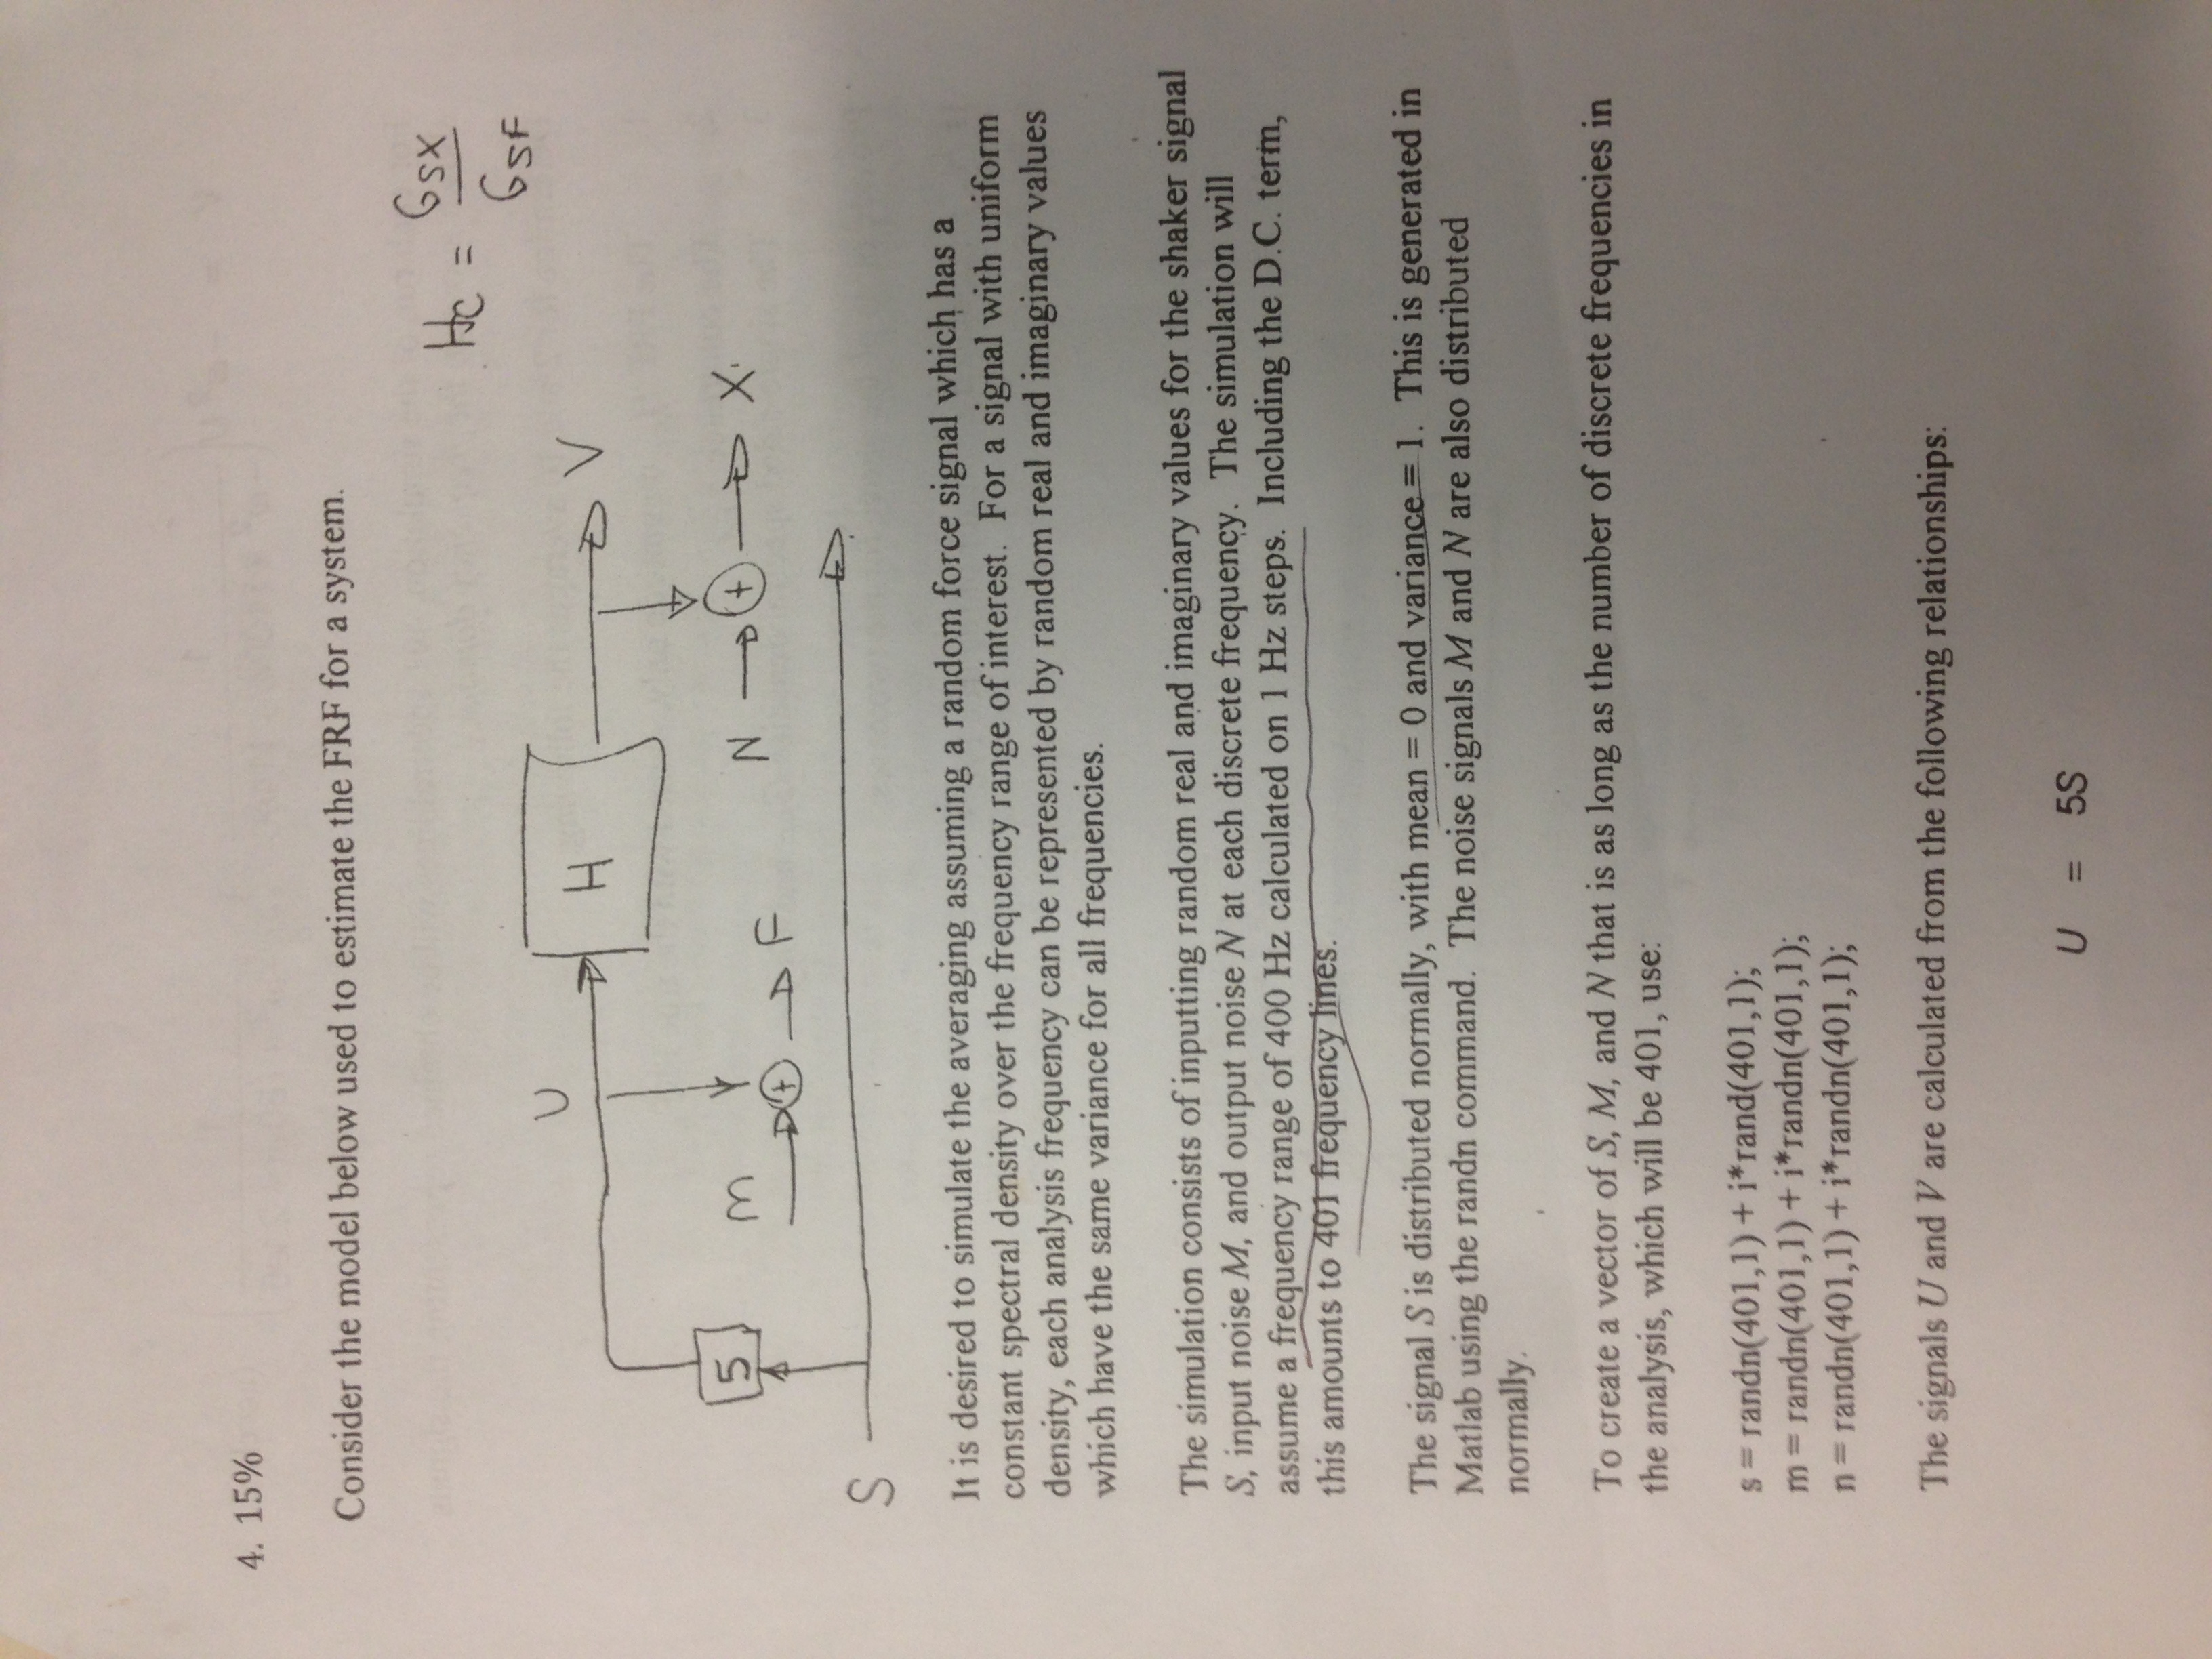 4. 15%
Consider the model below used to estimate the FRF for a system.
Hc = GSX / GSF
U
H
V
5
m
F
N
+
X
+
S
It is desired to simulate the averaging assuming a random force signal which has a
constant spectral density over the frequency range of interest. For a signal with uniform
density, each analysis frequency can be represented by random real and imaginary values
which have the same variance for all frequencies.
The simulation consists of inputting random real and imaginary values for the shaker signal
S, input noise M, and output noise N at each discrete frequency. The simulation will
assume a frequency range of 400 Hz calculated on 1 Hz steps. Including the D.C. term,
this amounts to 401 frequency lines.
The signal S is distributed normally, with mean = 0 and variance = 1. This is generated in
Matlab using the randn command. The noise signals M and N are also distributed
normally.
To create a vector of S, M, and N that is as long as the number of discrete frequencies in
the analysis, which will be 401, use:
s = randn(401,1) + i*rand(401,1);
m = randn(401,1) + i*randn(401,1);
n = randn(401,1) + i*randn(401,1);
The signals U and V are calculated from the following relationships:
U = 5S